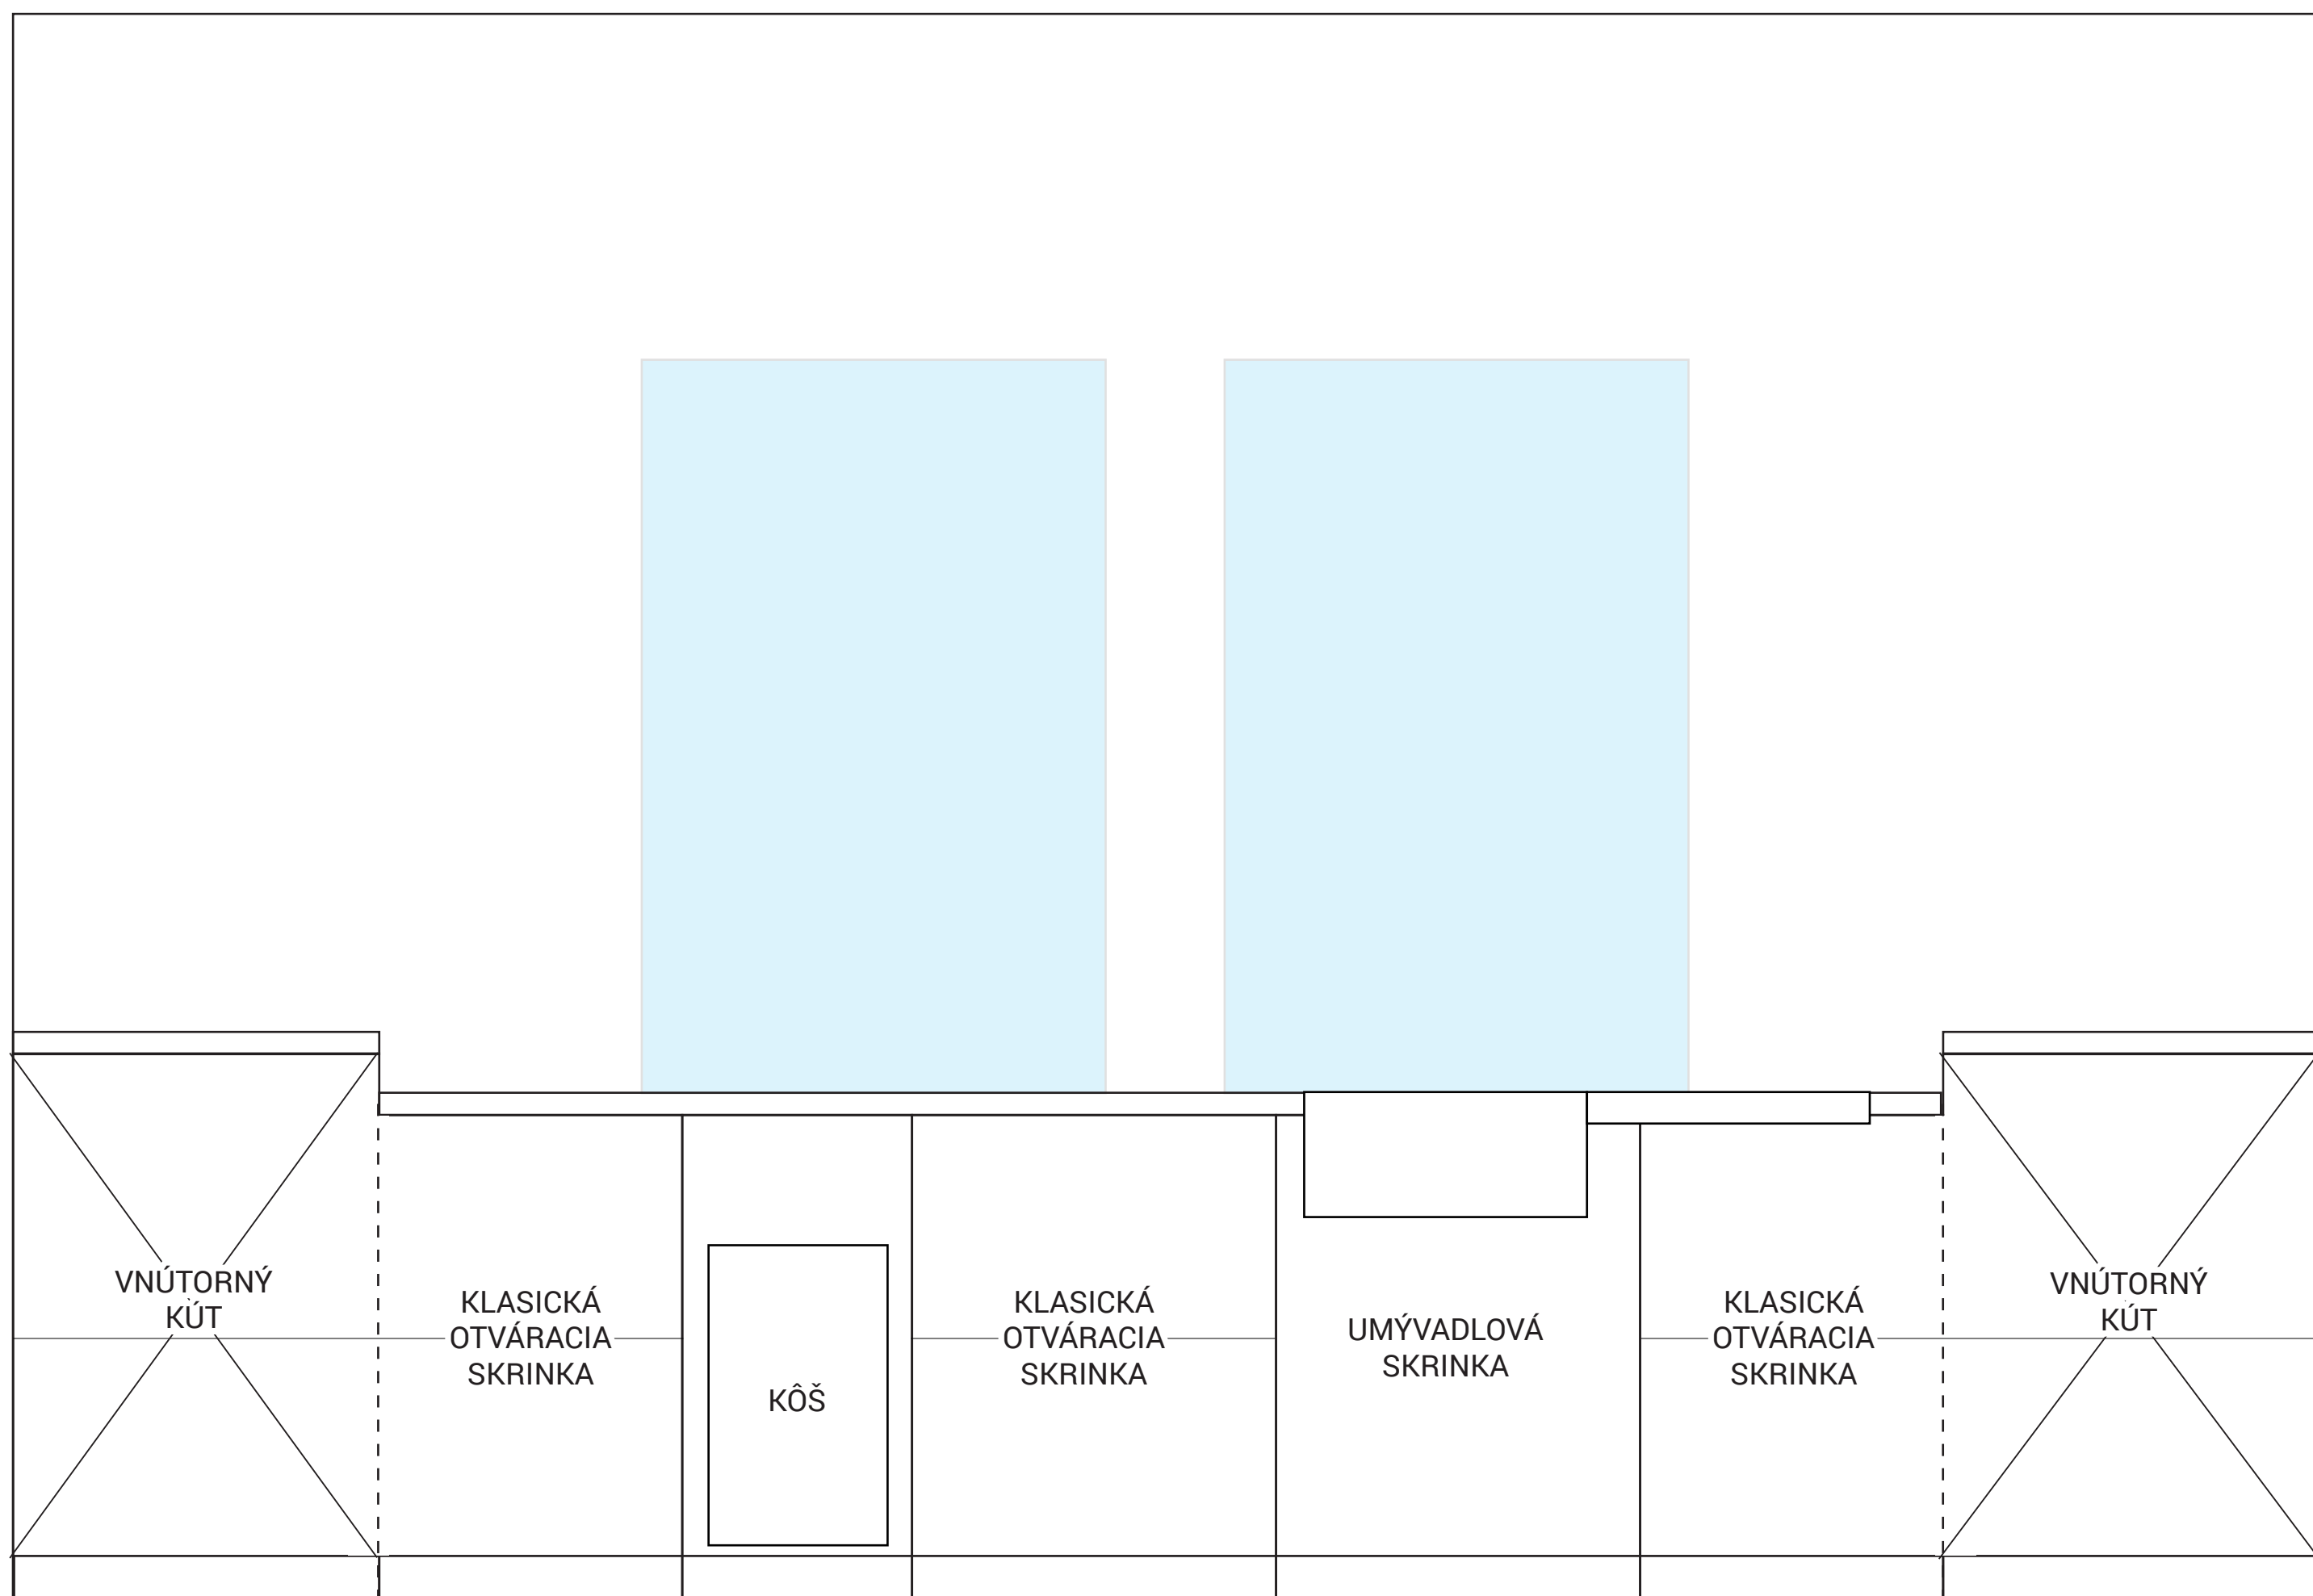 VNÚTORNÝ
KÚT
KLASICKÁ
OTVÁRACIA
SKRINKA
KÔŠ
KLASICKÁ
OTVÁRACIA
SKRINKA
UMÝVADLOVÁ
SKRINKA
KLASICKÁ
OTVÁRACIA
SKRINKA
VNÚTORNÝ
KÚT